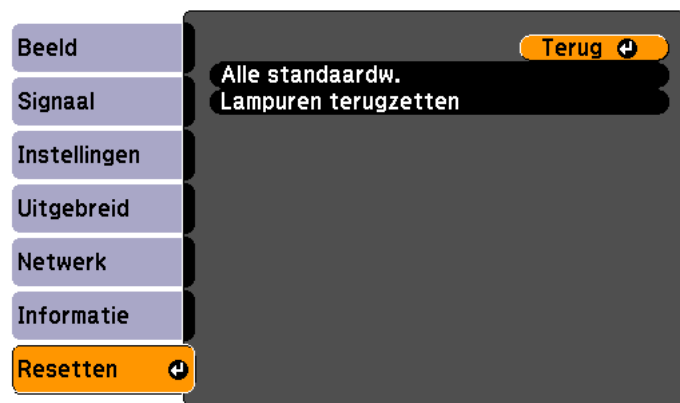 Beeld
Signaal
Instellingen
Uitgebreid
Netwerk
Informatie
Resetten
Terug
Alle standaardw.
Lampuren terugzetten